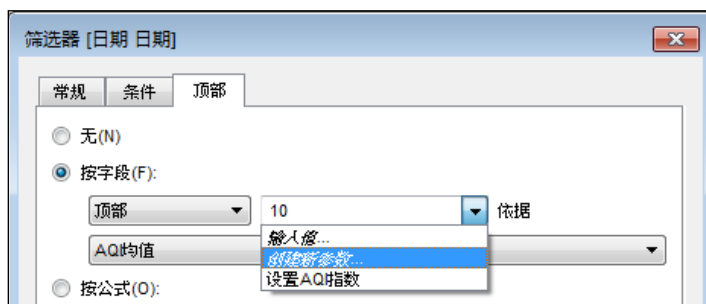 筛选器 [日期 日期]
常规 条件 顶部
无(N)
按字段(F):
顶部 10 依据
输入值...
AQI均值
创建新参数...
设置AQI指数
按公式(O):